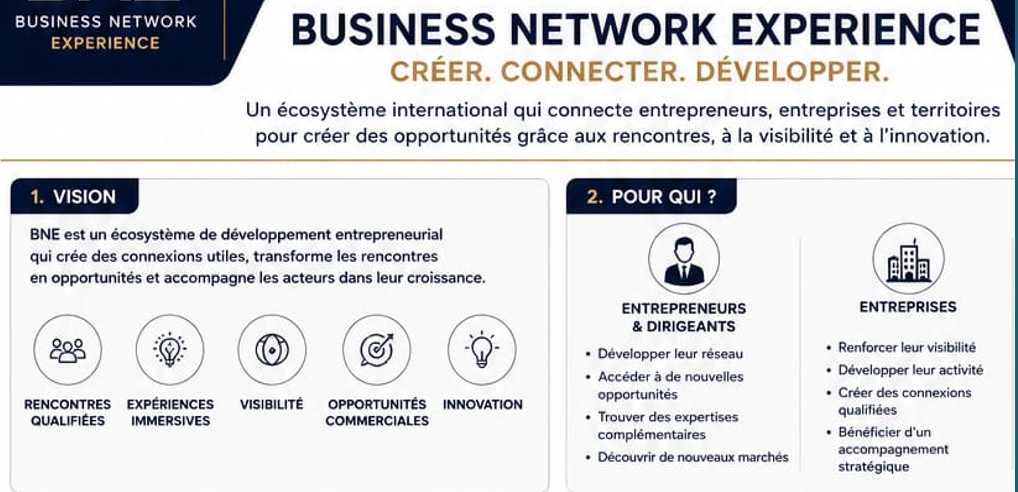 BUSINESS NETWORK
EXPERIENCE
BUSINESS NETWORK EXPERIENCE
CRÉER. CONNECTER. DÉVELOPPER.
Un écosystème international qui connecte entrepreneurs, entreprises et territoires
pour créer des opportunités grâce aux rencontres, à la visibilité et à l'innovation.
1. VISION
BNE est un écosystème de développement entrepreneurial
qui crée des connexions utiles, transforme les rencontres
en opportunités et accompagne les acteurs dans leur croissance.
RENCONTRES
QUALIFIÉES
EXPÉRIENCES
IMMERSIVES
VISIBILITÉ
OPPORTUNITÉS
COMMERCIALES
INNOVATION
2. POUR QUI ?
ENTREPRENEURS
& DIRIGEANTS
• Développer leur réseau
• Accéder à de nouvelles
opportunités
• Trouver des expertises
complémentaires
• Découvrir de nouveaux marchés
ENTREPRISES
• Renforcer leur visibilité
• Développer leur activité
• Créer des connexions
qualifiées
• Bénéficier d'un
accompagnement
stratégique